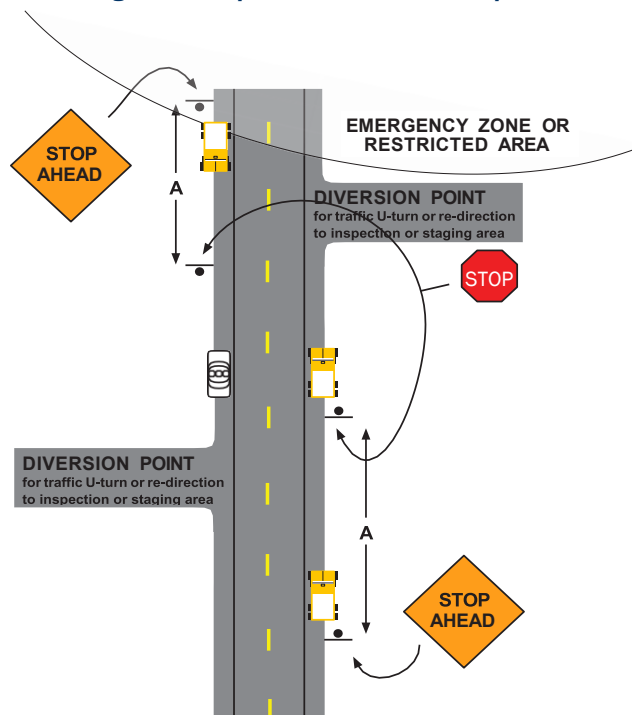 EMERGENCY ZONE OR
RESTRICTED AREA
STOP
AHEAD
A
DIVERSION POINT
for traffic U-turn or re-direction
to inspection or staging area
STOP
DIVERSION POINT
for traffic U-turn or re-direction
to inspection or staging area
A
STOP
AHEAD